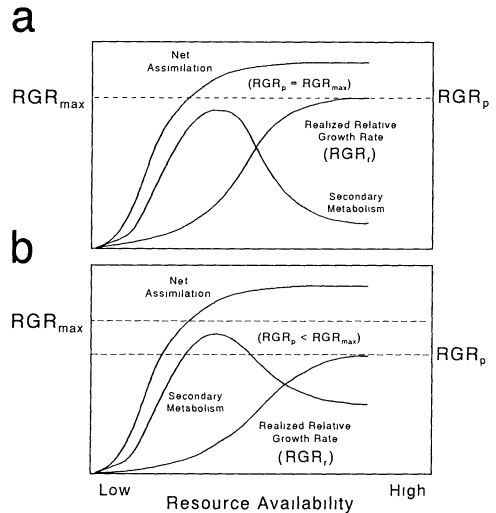 a
Net
Assimilation
(RGRp = RGRmax)
RGRmax
RGRp
Realized Relative
Growth Rate
(RGRr)
Secondary
Metabolism
b
Net
Assimilation
RGRmax
(RGRp < RGRmax)
RGRp
Secondary
Metabolism
Realized Relative
Growth Rate
(RGRr)
Low
High
Resource Availability